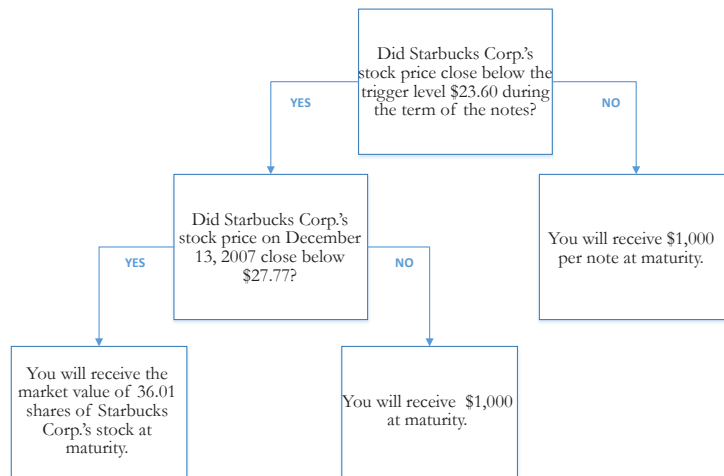 Did Starbucks Corp.'s
stock price close below the
trigger level $23.60 during
the term of the notes?
YES
NO
Did Starbucks Corp.'s
stock price on December
13, 2007 close below
$27.77?
You will receive $1,000
per note at maturity.
YES
NO
You will receive the
market value of 36.01
shares of Starbucks
Corp.'s stock at
maturity.
You will receive $1,000
at maturity.